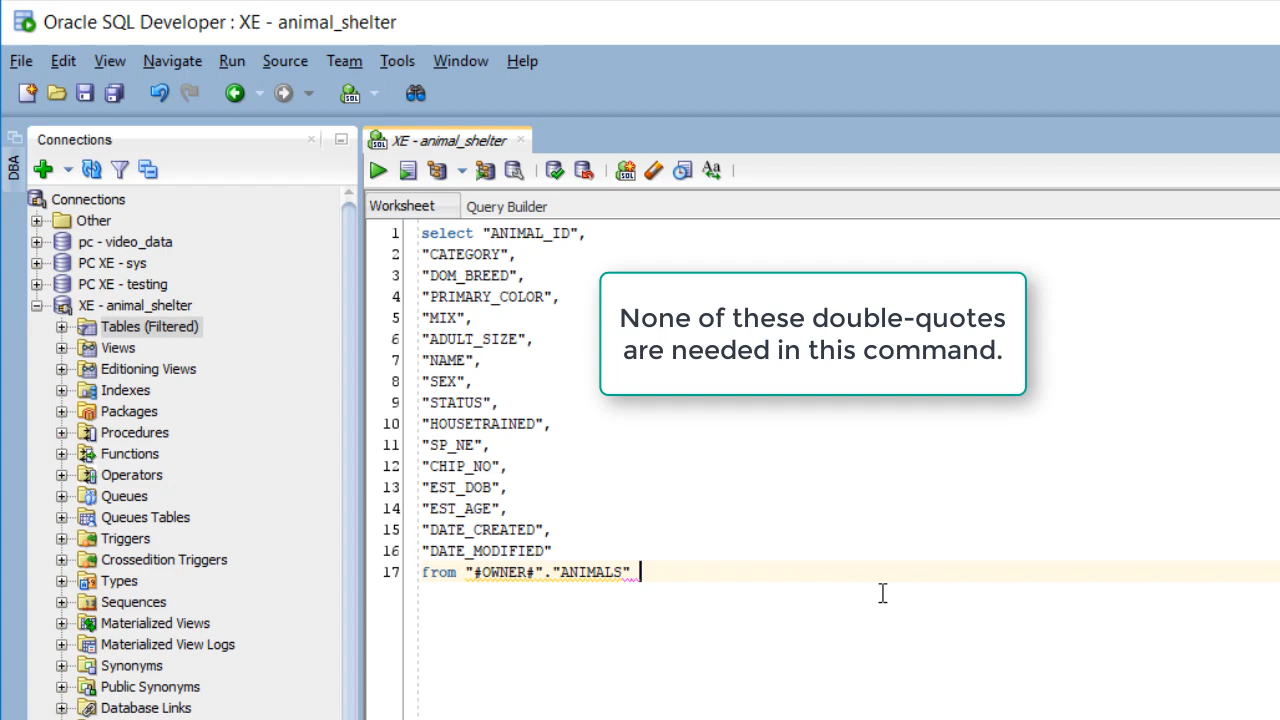 Oracle SQL Developer : XE - animal_shelter
File Edit View Navigate Run Source Team Tools Window Help
DBA
Connections
Connections
Other
pc - video_data
PC XE - sys
PC XE - testing
XE - animal_shelter
Tables (Filtered)
Views
Editioning Views
Indexes
Packages
Procedures
Functions
Operators
Queues
Queues Tables
Triggers
Crossedition Triggers
Types
Sequences
Materialized Views
Materialized View Logs
Synonyms
Public Synonyms
Database Links
XE - animal_shelter
SQL
Worksheet Query Builder
1 select "ANIMAL_ID",
2 "CATEGORY",
3 "DOM_BREED",
4 "PRIMARY_COLOR",
5 "MIX",
6 "ADULT_SIZE",
7 "NAME",
8 "SEX",
9 "STATUS",
10 "HOUSETRAINED",
11 "SP_NE",
12 "CHIP_NO",
13 "EST_DOB",
14 "EST_AGE",
15 "DATE_CREATED",
16 "DATE_MODIFIED"
17 from "#OWNER#"."ANIMALS"
None of these double-quotes
are needed in this command.